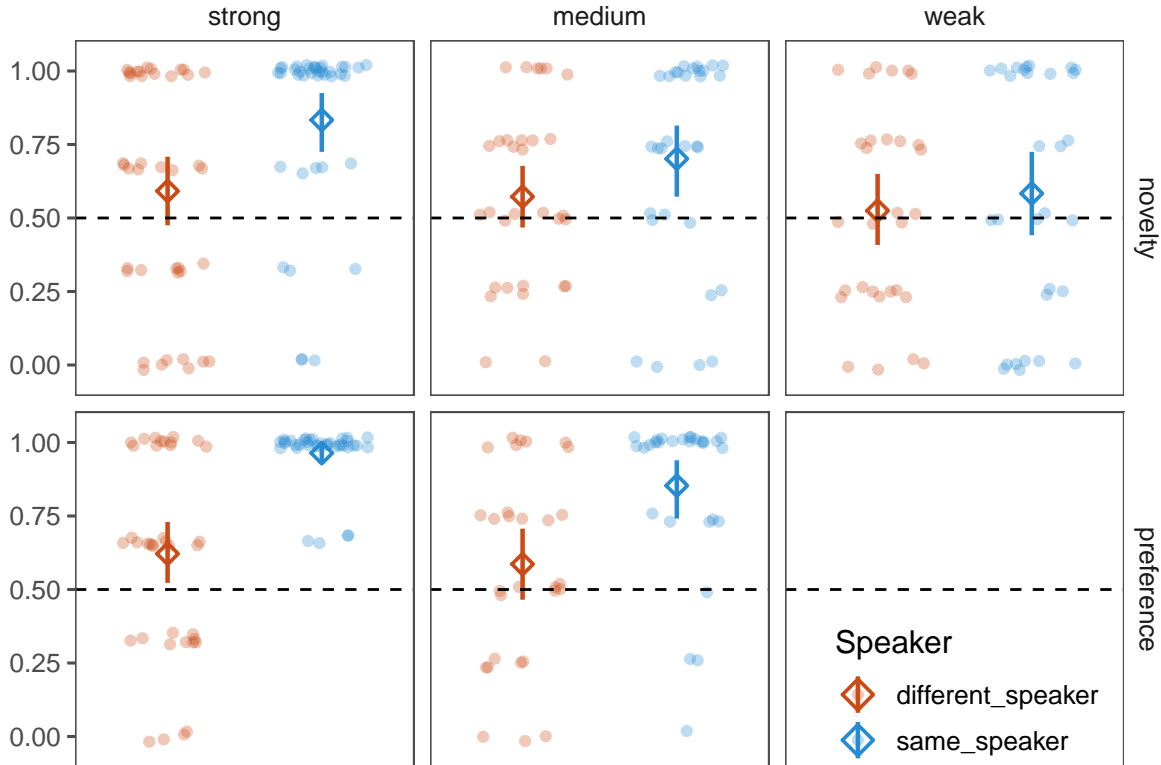 strong medium weak
1.00
0.75
0.50
0.25
0.00
novelty
1.00
0.75
0.50
0.25
0.00
preference
Speaker
different_speaker
same_speaker